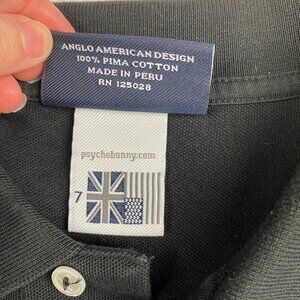 ANGLO AMERICAN DESIGN
100% PIMA COTTON
MADE IN PERU
RN 125028
psychobunny.com
7